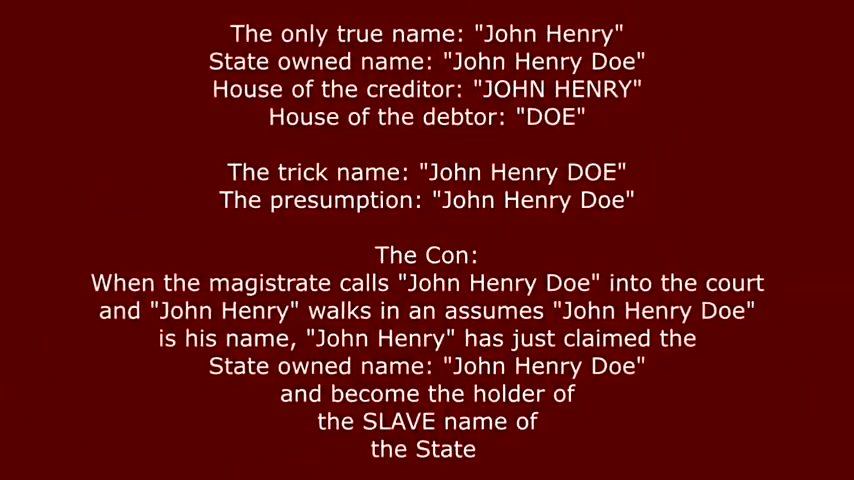 The only true name: "John Henry"
State owned name: "John Henry Doe"
House of the creditor: "JOHN HENRY"
House of the debtor: "DOE"
The trick name: "John Henry DOE"
The presumption: "John Henry Doe"
The Con:
When the magistrate calls "John Henry Doe" into the court
and "John Henry" walks in an assumes "John Henry Doe"
is his name, "John Henry" has just claimed the
State owned name: "John Henry Doe"
and become the holder of
the SLAVE name of
the State